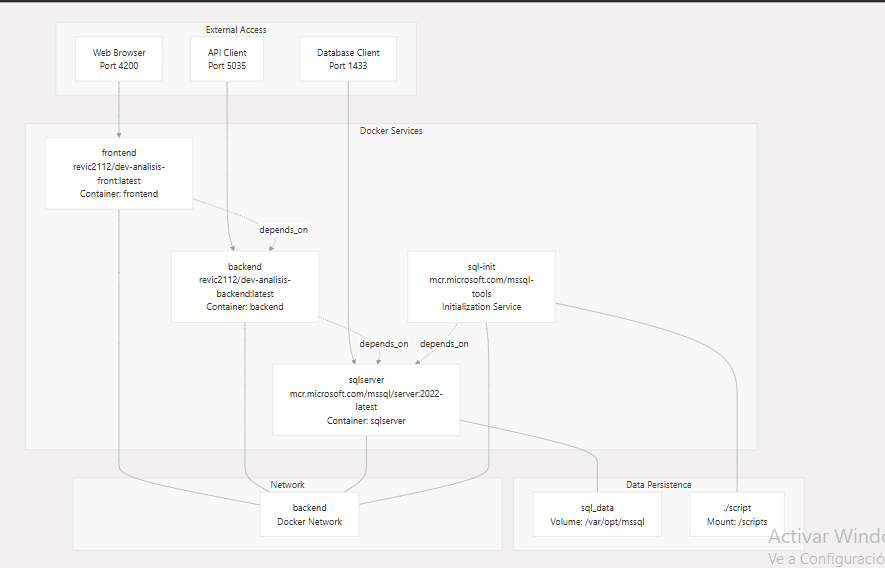 External Access
Web Browser
Port 4200
API Client
Port 5035
Database Client
Port 1433
Docker Services
frontend
revic2112/dev-analisis-
front:latest
Container: frontend
depends_on
backend
revic2112/dev-analisis-
backend:latest
Container: backend
sql-init
mcr.microsoft.com/mssql-
tools
Initialization Service
depends_on
depends_on
sqlserver
mcr.microsoft.com/mssql/server:2022-
latest
Container: sqlserver
Network
backend
Docker Network
Data Persistence
sql_data
Volume: /var/opt/mssql
./script
Mount: /scripts
Activar Windo
Ve a Configuració